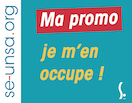 se-unsa.org
Ma promo
je m'en
occupe !